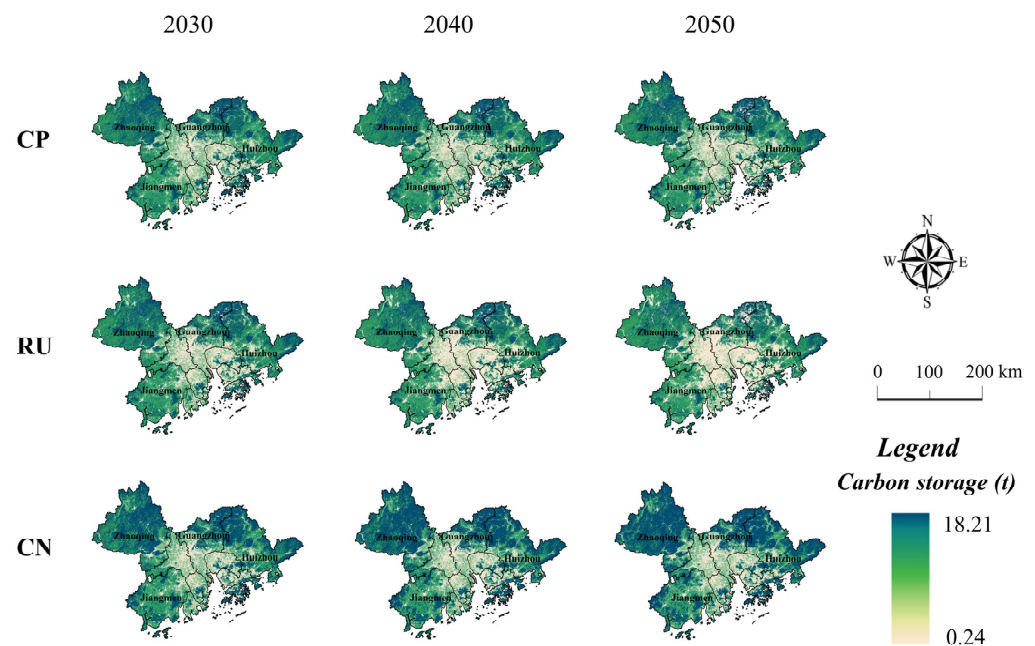 2030 2040 2050
CP
Zhaoqing Guangzhou Huizhou Jiangmen
Zhaoqing Guangzhou Huizhou Jiangmen
Zhaoqing Guangzhou Huizhou Jiangmen
N
W E
S
RU
Zhaoqing Guangzhou Huizhou Jiangmen
Zhaoqing Guangzhou Huizhou Jiangmen
Zhaoqing Guangzhou Huizhou Jiangmen
0 100 200 km
Legend
Carbon storage (t)
18.21
0.24
CN
Zhaoqing Guangzhou Huizhou Jiangmen
Zhaoqing Guangzhou Huizhou Jiangmen
Zhaoqing Guangzhou Huizhou Jiangmen